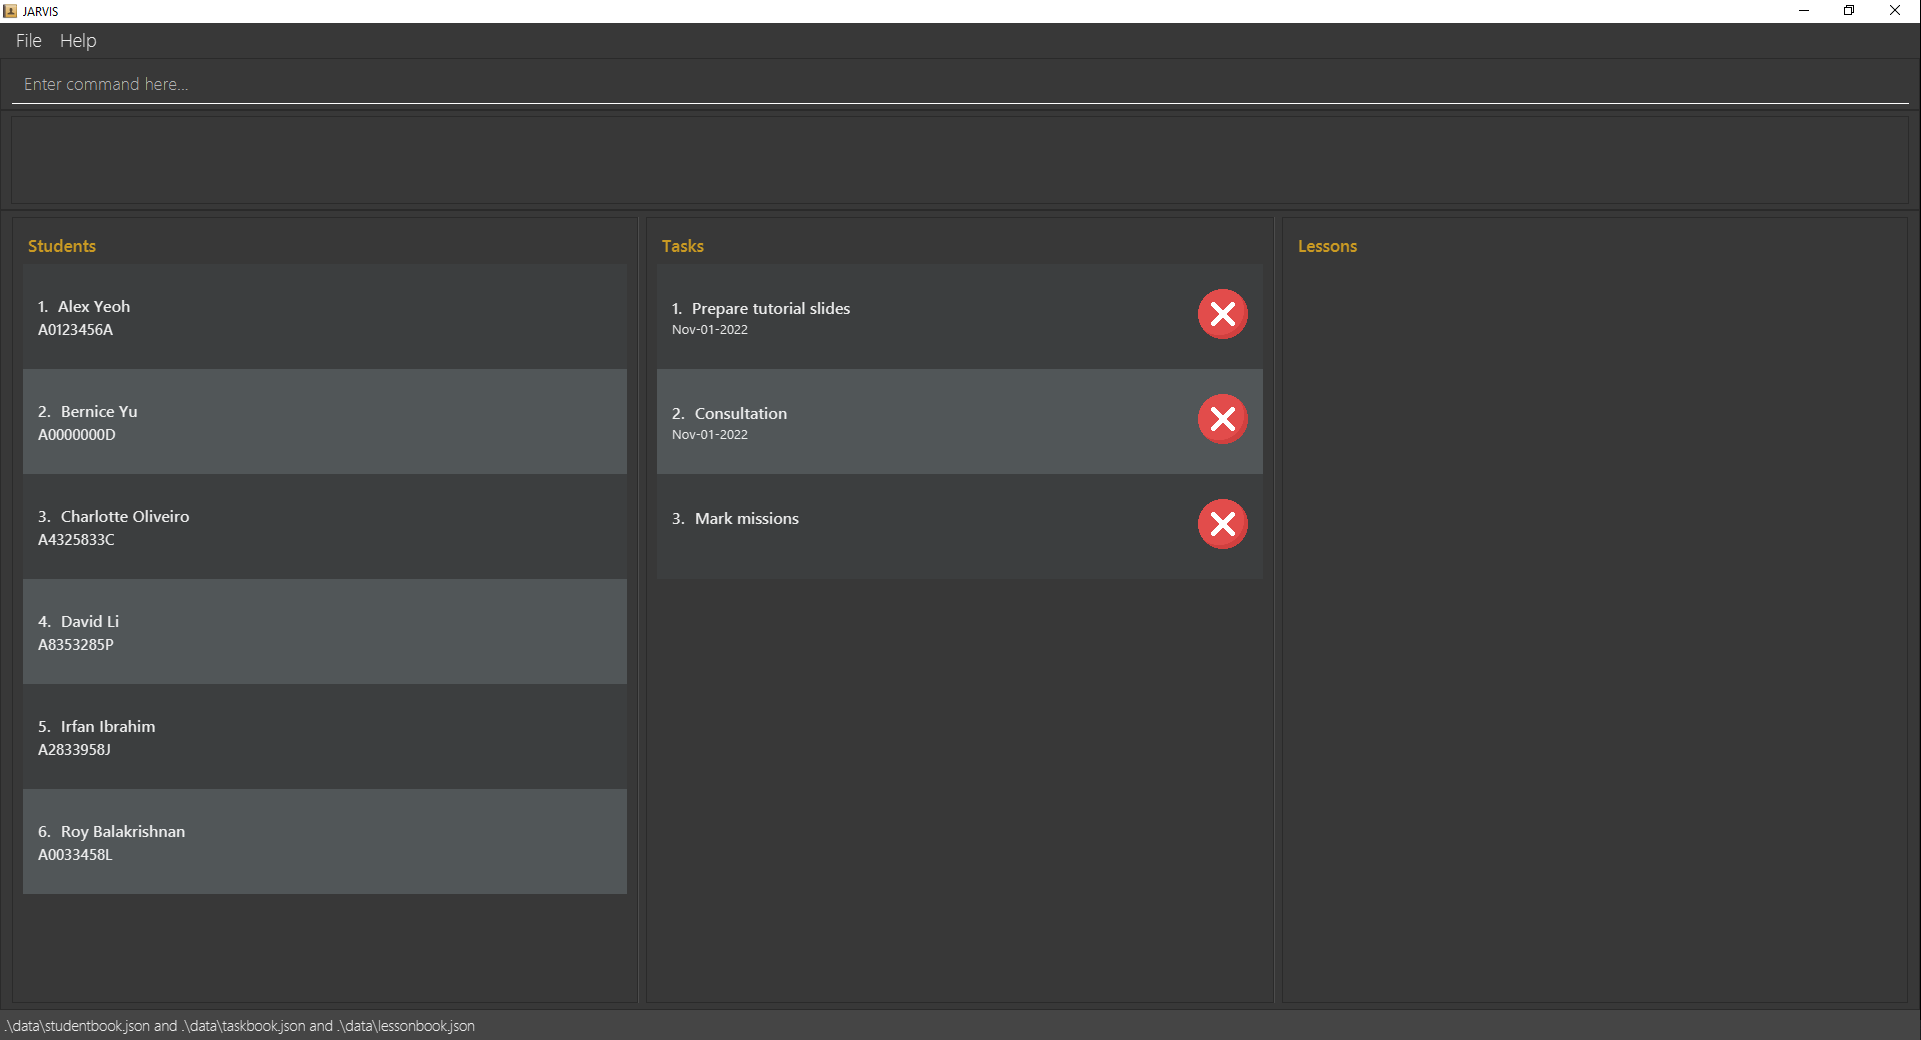 JARVIS
File Help
Enter command here...
Students
1. Alex Yeoh
A0123456A
2. Bernice Yu
A0000000D
3. Charlotte Oliveiro
A4325833C
4. David Li
A8353285P
5. Irfan Ibrahim
A2833958J
6. Roy Balakrishnan
A0033458L
Tasks
1. Prepare tutorial slides
Nov-01-2022
2. Consultation
Nov-01-2022
3. Mark missions
Lessons
.\data\studentbook.json and .\data\taskbook.json and .\data\lessonbook.json